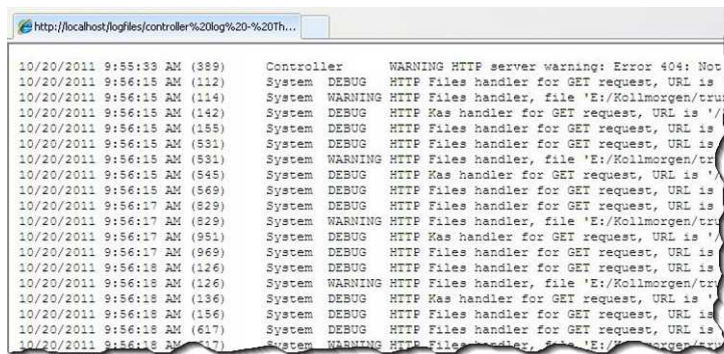 http://localhost/logfiles/controller%20log%20-%20Th...
10/20/2011 9:55:33 AM (389) Controller WARNING HTTP server warning: Error 404: Not
10/20/2011 9:56:15 AM (112) System DEBUG HTTP Files handler for GET request, URL is
10/20/2011 9:56:15 AM (114) System WARNING HTTP Files handler, file 'E:/Kollmorgen/trun
10/20/2011 9:56:15 AM (142) System DEBUG HTTP Kas handler for GET request, URL is '/
10/20/2011 9:56:15 AM (155) System DEBUG HTTP Files handler for GET request, URL is
10/20/2011 9:56:15 AM (531) System DEBUG HTTP Files handler for GET request, URL is
10/20/2011 9:56:15 AM (531) System WARNING HTTP Files handler, file 'E:/Kollmorgen/tr
10/20/2011 9:56:15 AM (545) System DEBUG HTTP Kas handler for GET request, URL is '/
10/20/2011 9:56:15 AM (569) System DEBUG HTTP Files handler for GET request, URL is
10/20/2011 9:56:17 AM (829) System DEBUG HTTP Files handler for GET request, URL is
10/20/2011 9:56:17 AM (829) System WARNING HTTP Files handler, file 'E:/Kollmorgen/tru
10/20/2011 9:56:17 AM (951) System DEBUG HTTP Kas handler for GET request, URL is '
10/20/2011 9:56:17 AM (969) System DEBUG HTTP Files handler for GET request, URL is
10/20/2011 9:56:18 AM (126) System DEBUG HTTP Files handler for GET request, URL is
10/20/2011 9:56:18 AM (126) System WARNING HTTP Files handler, file 'E:/Kollmorgen/tru
10/20/2011 9:56:18 AM (136) System DEBUG HTTP Kas handler for GET request, URL is '
10/20/2011 9:56:18 AM (156) System DEBUG HTTP Files handler for GET request, URL is
10/20/2011 9:56:18 AM (617) System DEBUG HTTP Files handler for GET request, URL is
10/20/2011 9:56:18 AM System WARNING HTTP Files handler,